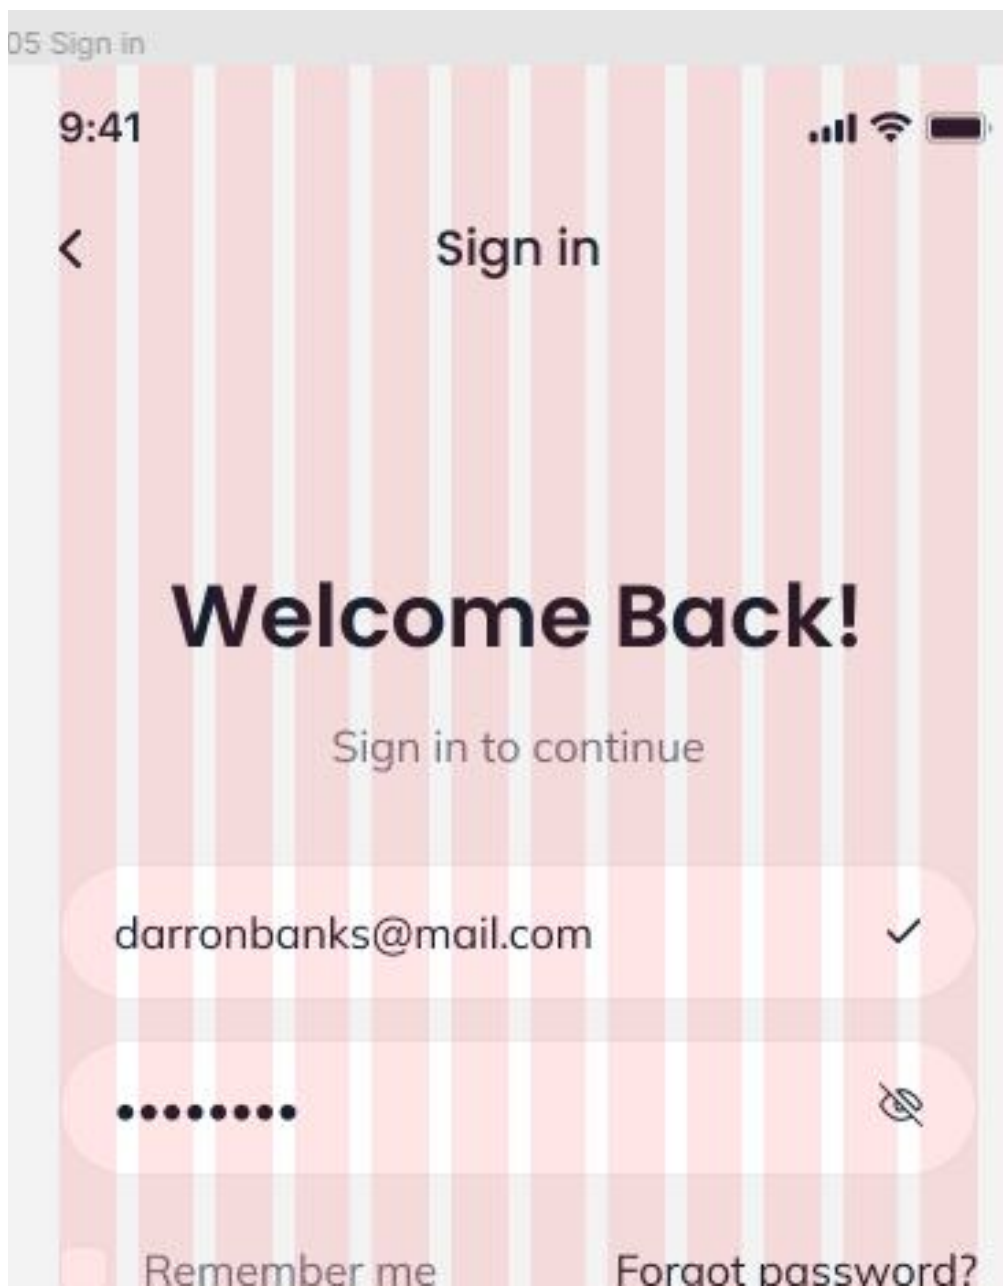 05 Sign in
9:41
Sign in
Welcome Back!
Sign in to continue
darronbanks@mail.com
••••••••
Remember me Forgot password?